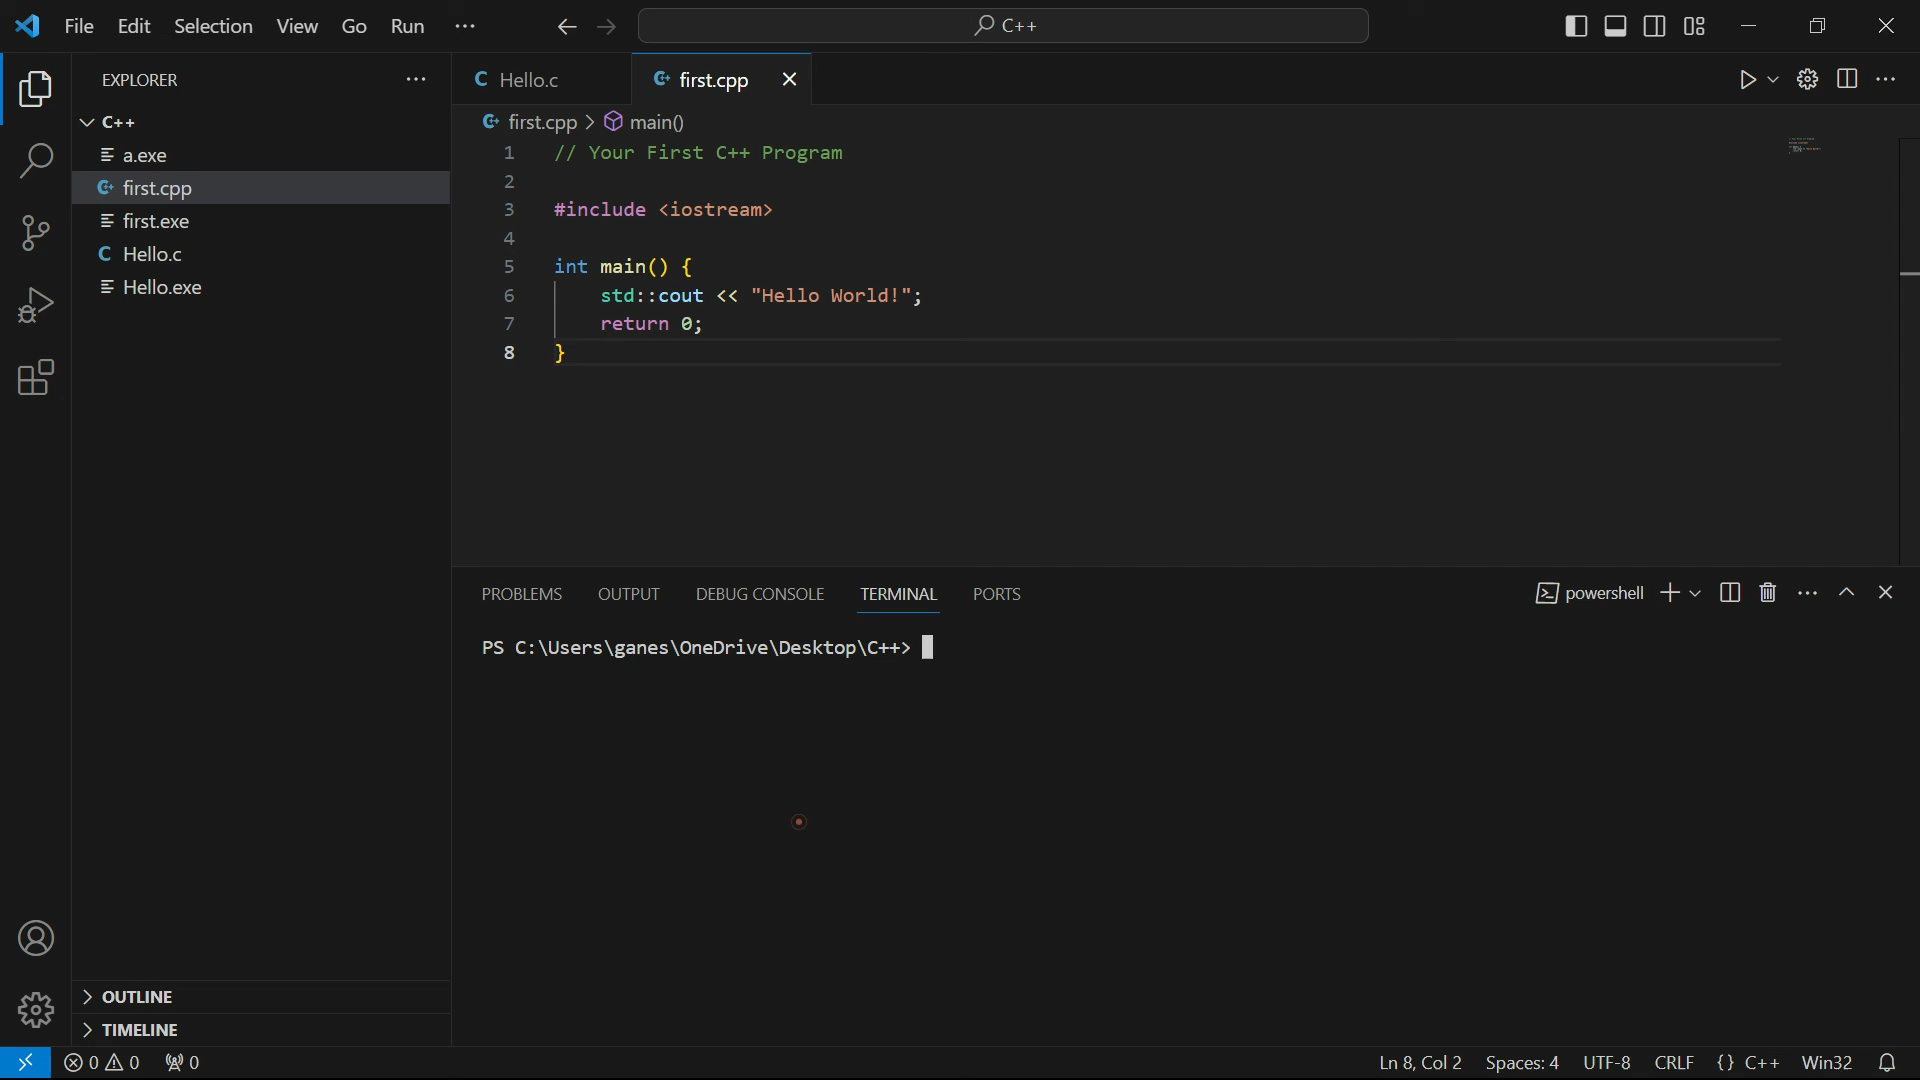 File Edit Selection View Go Run ···
C++
EXPLORER
C++
a.exe
first.cpp
first.exe
Hello.c
Hello.exe
OUTLINE
TIMELINE
C Hello.c
first.cpp
first.cpp > main()
1 // Your First C++ Program
2
3 #include <iostream>
4
5 int main() {
6 std::cout << "Hello World!";
7 return 0;
8 }
PROBLEMS OUTPUT DEBUG CONSOLE TERMINAL PORTS
powershell
PS C:\Users\ganes\OneDrive\Desktop\C++>
0 0 0
Ln 8, Col 2 Spaces: 4 UTF-8 CRLF {} C++ Win32